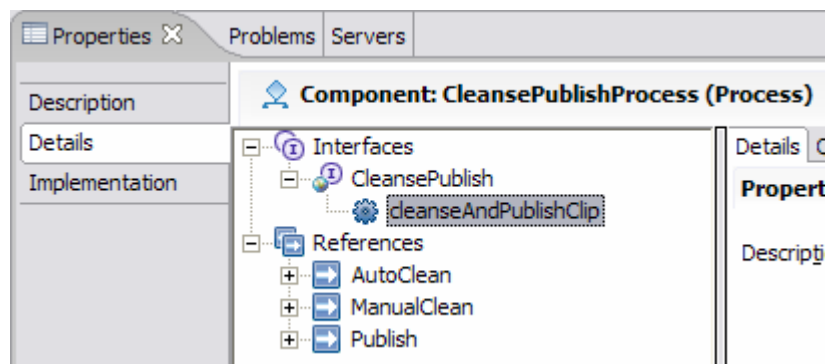 Properties Problems Servers
Component: CleansePublishProcess (Process)
Description
Details
Implementation
Interfaces
CleansePublish
cleanseAndPublishClip
References
AutoClean
ManualClean
Publish
Details
Propert
Descripti